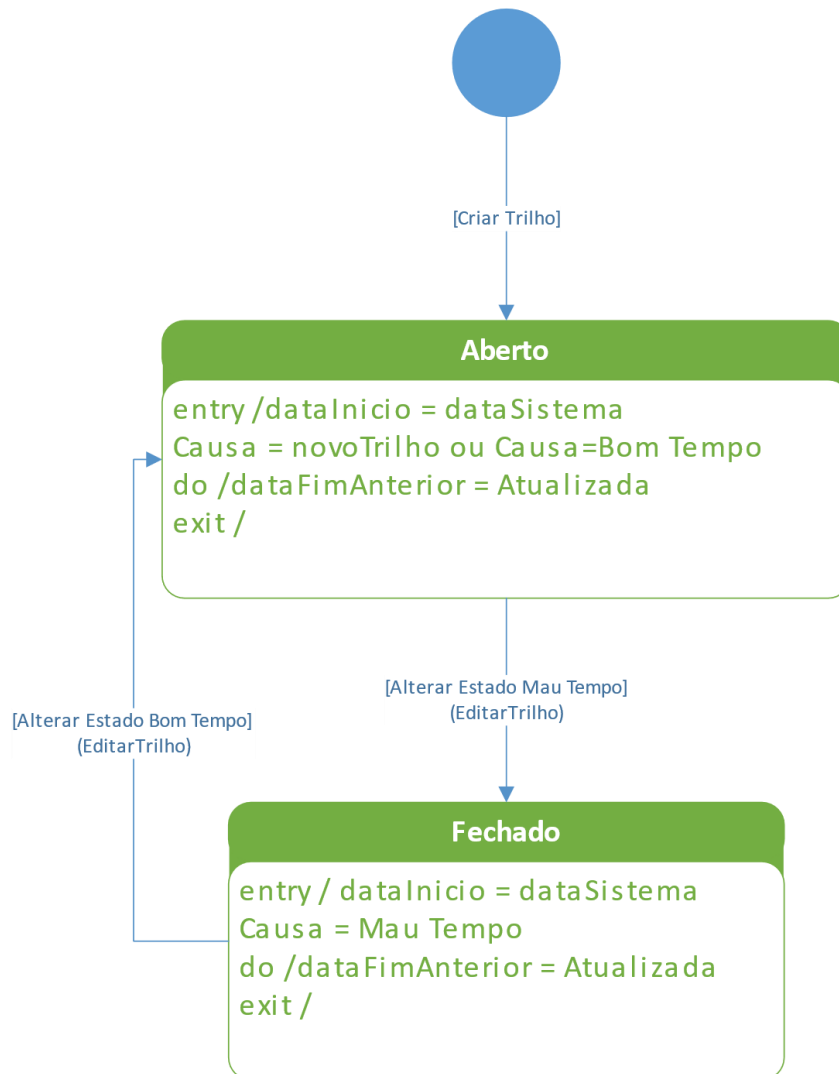 [Criar Trilho]
Aberto
entry /dataInicio = dataSistema
Causa = novoTrilho ou Causa=Bom Tempo
do /dataFimAnterior = Atualizada
exit /
[Alterar Estado Mau Tempo]
(EditarTrilho)
[Alterar Estado Bom Tempo]
(EditarTrilho)
Fechado
entry / dataInicio = dataSistema
Causa = Mau Tempo
do /dataFimAnterior = Atualizada
exit /